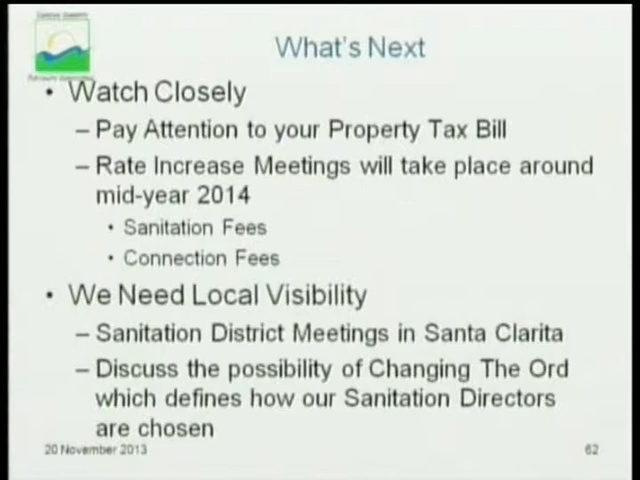 What's Next
• Watch Closely
– Pay Attention to your Property Tax Bill
– Rate Increase Meetings will take place around
mid-year 2014
• Sanitation Fees
• Connection Fees
• We Need Local Visibility
– Sanitation District Meetings in Santa Clarita
– Discuss the possibility of Changing The Ord
which defines how our Sanitation Directors
are chosen
20 November 2013
62